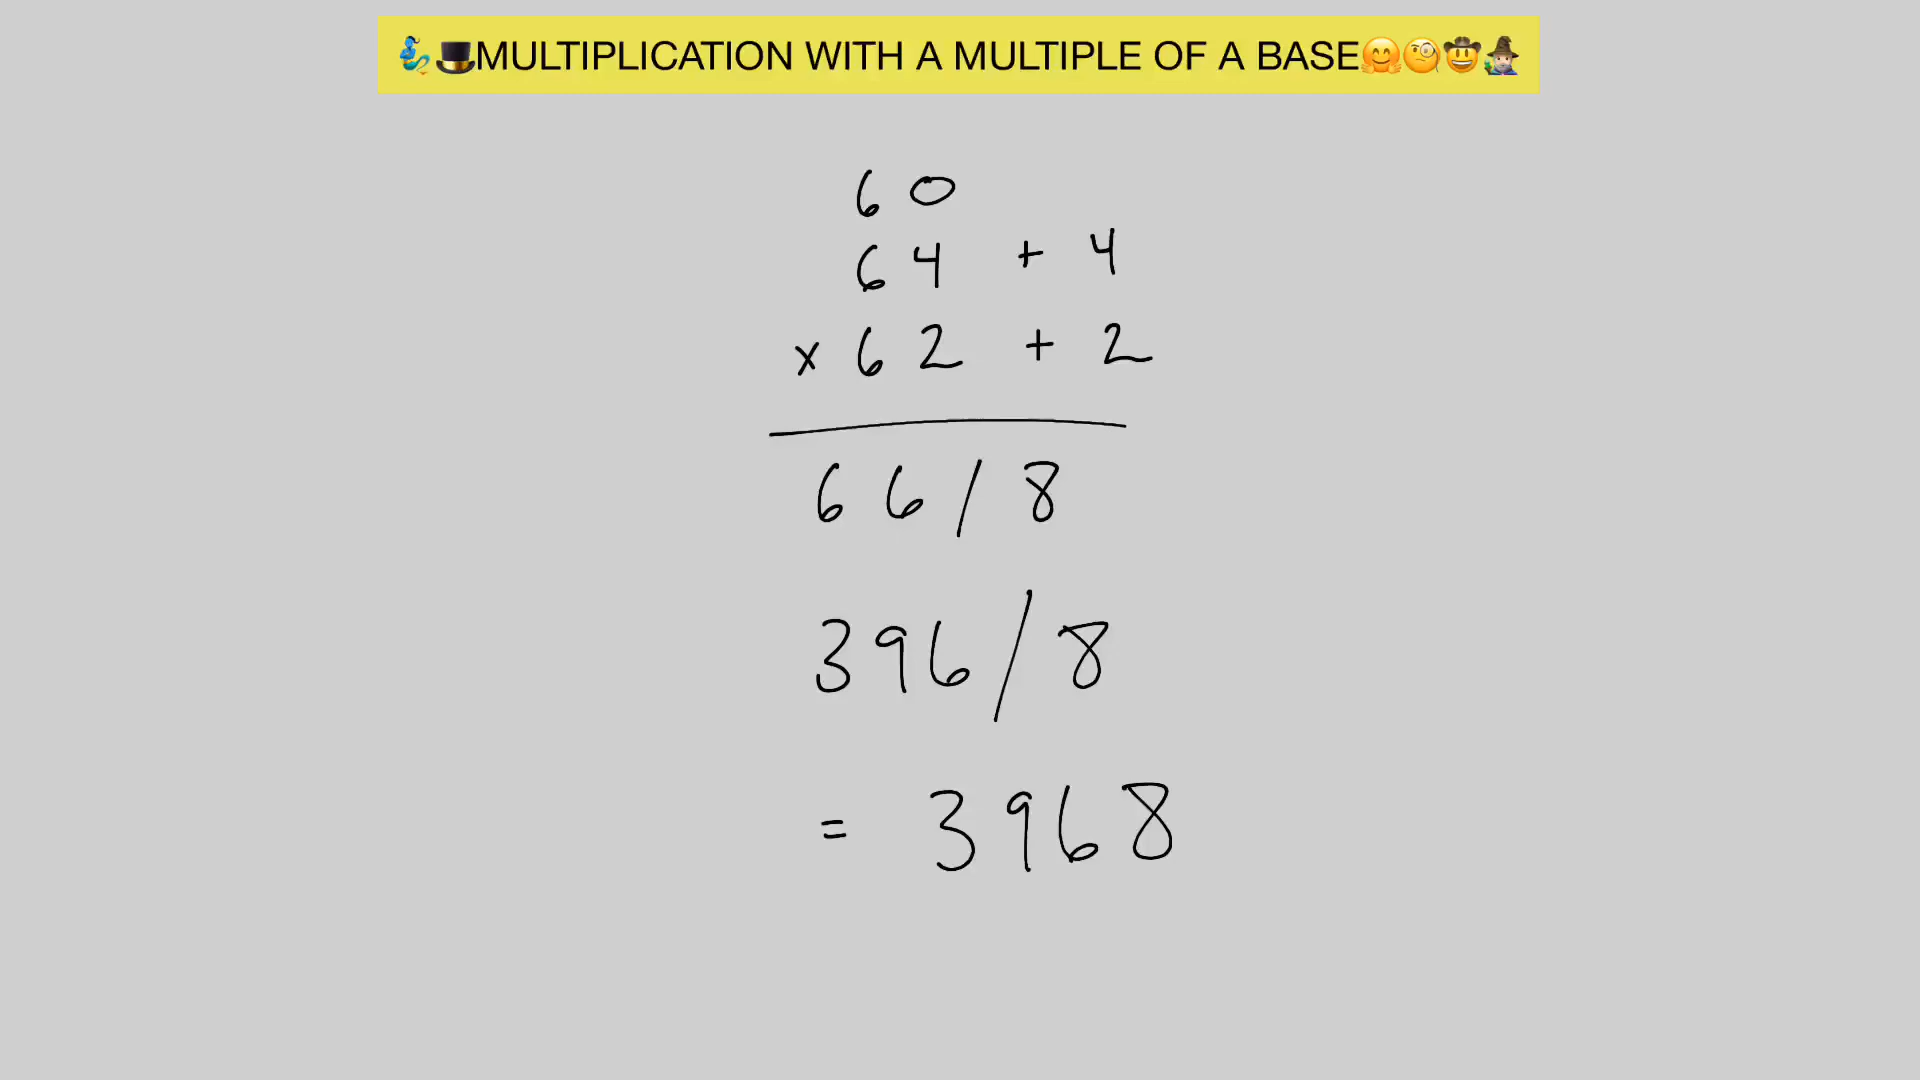 🧞‍♂️🎩MULTIPLICATION WITH A MULTIPLE OF A BASE🤗🧐🤠🧙🏻‍♂️
60
64 + 4
x 62 + 2
66 / 8
396 / 8
= 3968